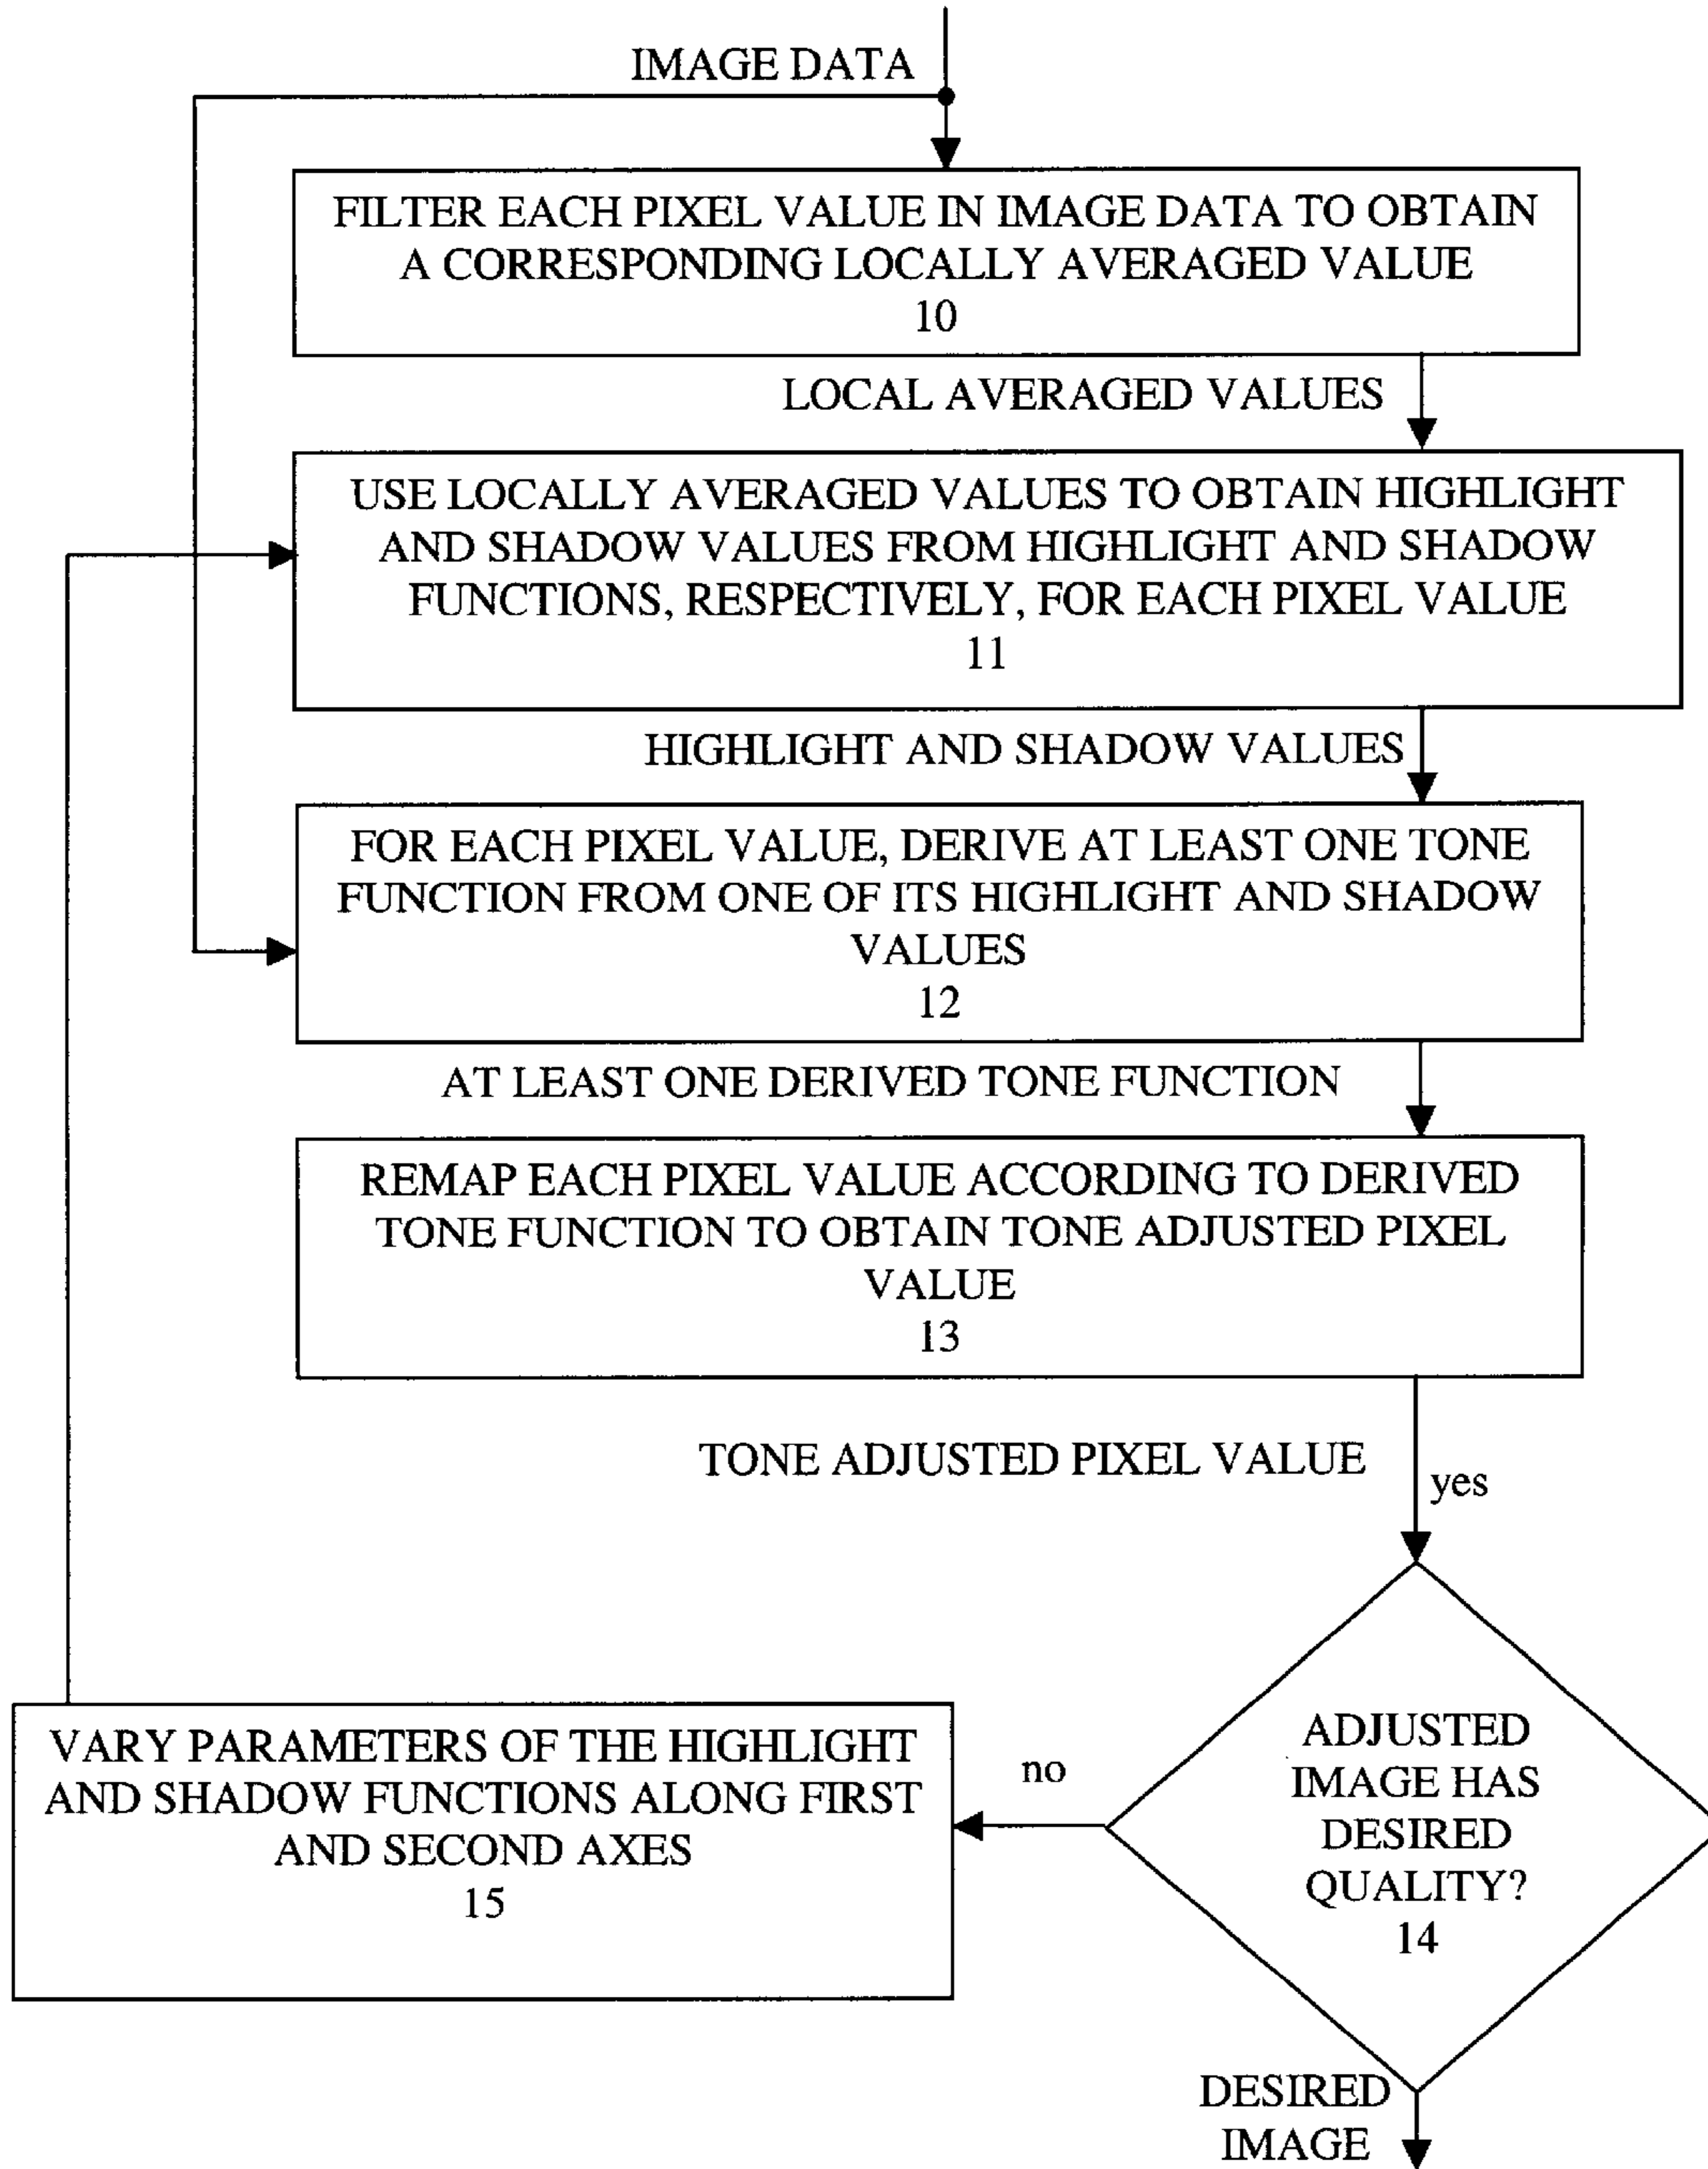 IMAGE DATA
FILTER EACH PIXEL VALUE IN IMAGE DATA TO OBTAIN
A CORRESPONDING LOCALLY AVERAGED VALUE
10
LOCAL AVERAGED VALUES
USE LOCALLY AVERAGED VALUES TO OBTAIN HIGHLIGHT
AND SHADOW VALUES FROM HIGHLIGHT AND SHADOW
FUNCTIONS, RESPECTIVELY, FOR EACH PIXEL VALUE
11
HIGHLIGHT AND SHADOW VALUES
FOR EACH PIXEL VALUE, DERIVE AT LEAST ONE TONE
FUNCTION FROM ONE OF ITS HIGHLIGHT AND SHADOW
VALUES
12
AT LEAST ONE DERIVED TONE FUNCTION
REMAP EACH PIXEL VALUE ACCORDING TO DERIVED
TONE FUNCTION TO OBTAIN TONE ADJUSTED PIXEL
VALUE
13
TONE ADJUSTED PIXEL VALUE
yes
ADJUSTED
IMAGE HAS
DESIRED
QUALITY?
14
no
VARY PARAMETERS OF THE HIGHLIGHT
AND SHADOW FUNCTIONS ALONG FIRST
AND SECOND AXES
15
DESIRED
IMAGE